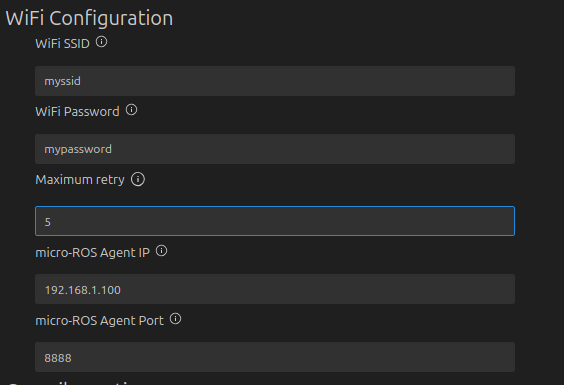 WiFi Configuration
WiFi SSID
myssid
WiFi Password
mypassword
Maximum retry
5
micro-ROS Agent IP
192.168.1.100
micro-ROS Agent Port
8888